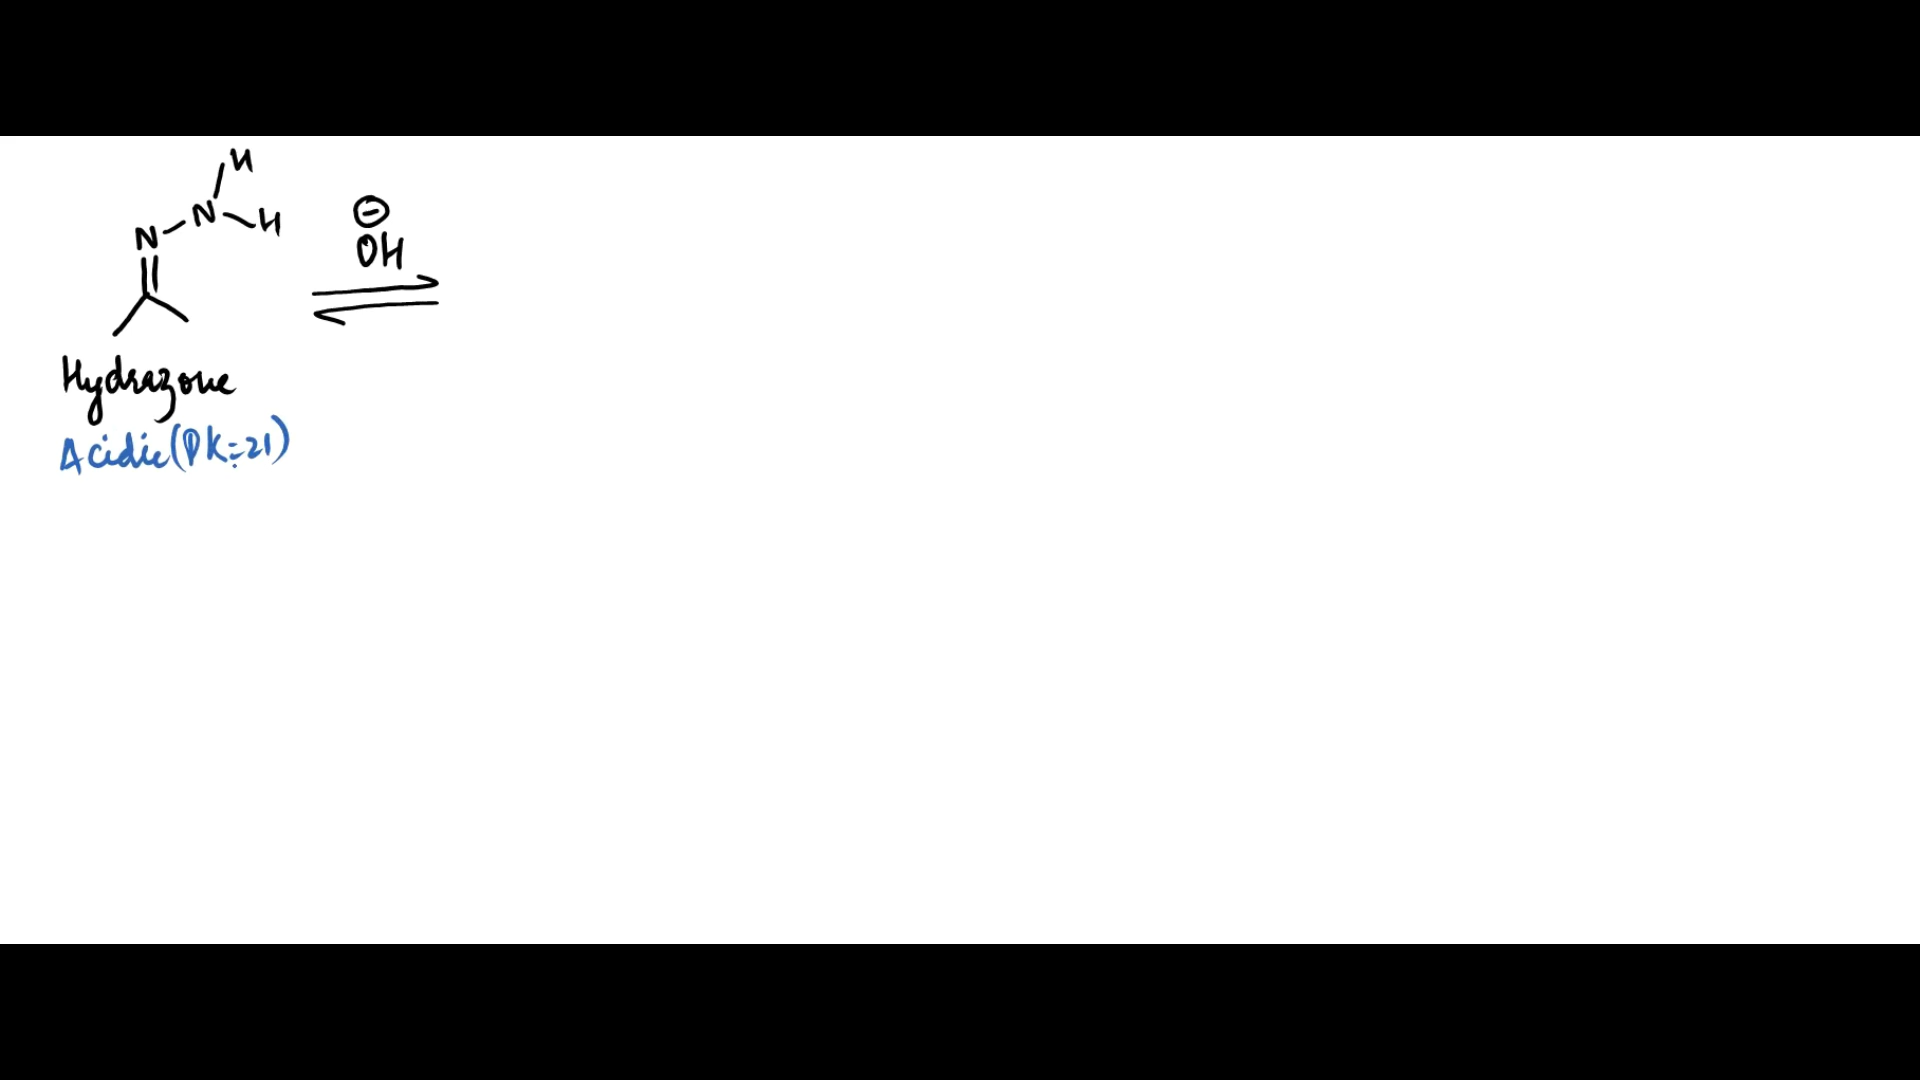 H
N
H
N
⊖
OH
Hydrazone
Acidic (PK=21)